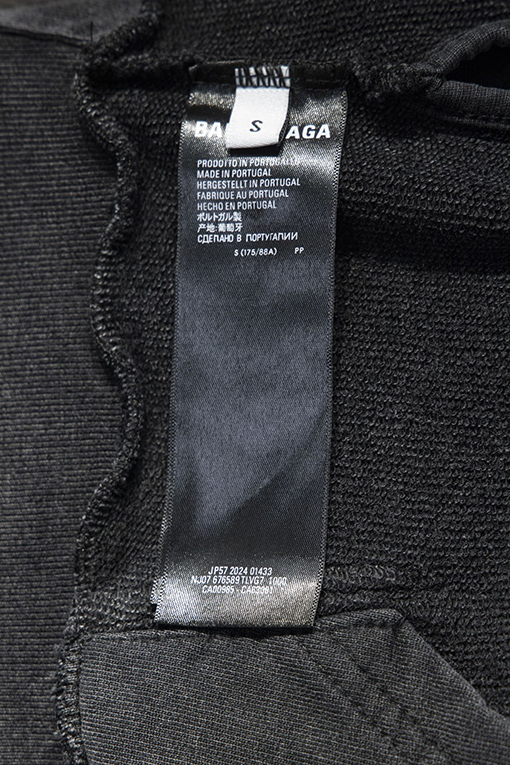 S
BA AGA
PRODOTTO IN PORTOGALLO
MADE IN PORTUGAL
HERGESTELLT IN PORTUGAL
FABRIQUE AU PORTUGAL
HECHO EN PORTUGAL
ポルトガル製
产地:葡萄牙
СДЕЛАНО В ПОРТУГАЛИИ
S (175/88A) PP
JP57 2024 01433
NJ07 676589 TLVG7 1000
CA00965 - CA62061